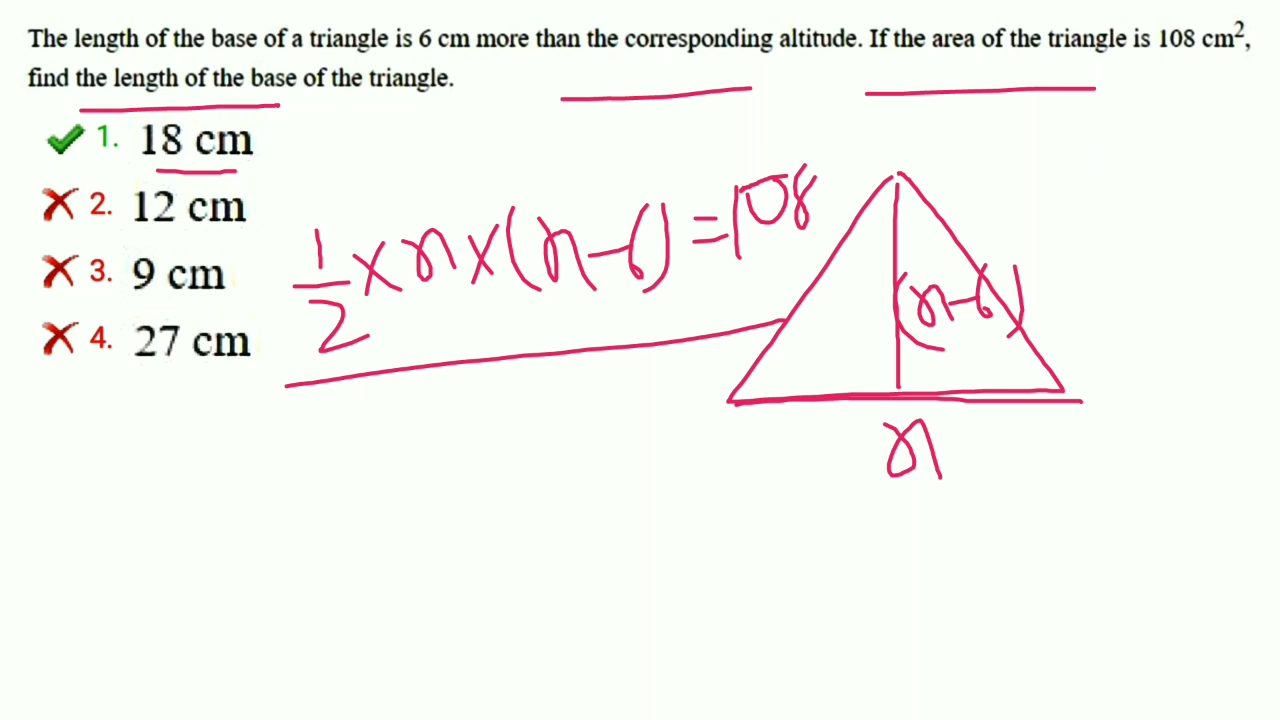 The length of the base of a triangle is 6 cm more than the corresponding altitude. If the area of the triangle is 108 cm²,
find the length of the base of the triangle.
1. 18 cm
2. 12 cm
3. 9 cm
4. 27 cm
1/2 × x × (x-6) = 108
(x-6)
x